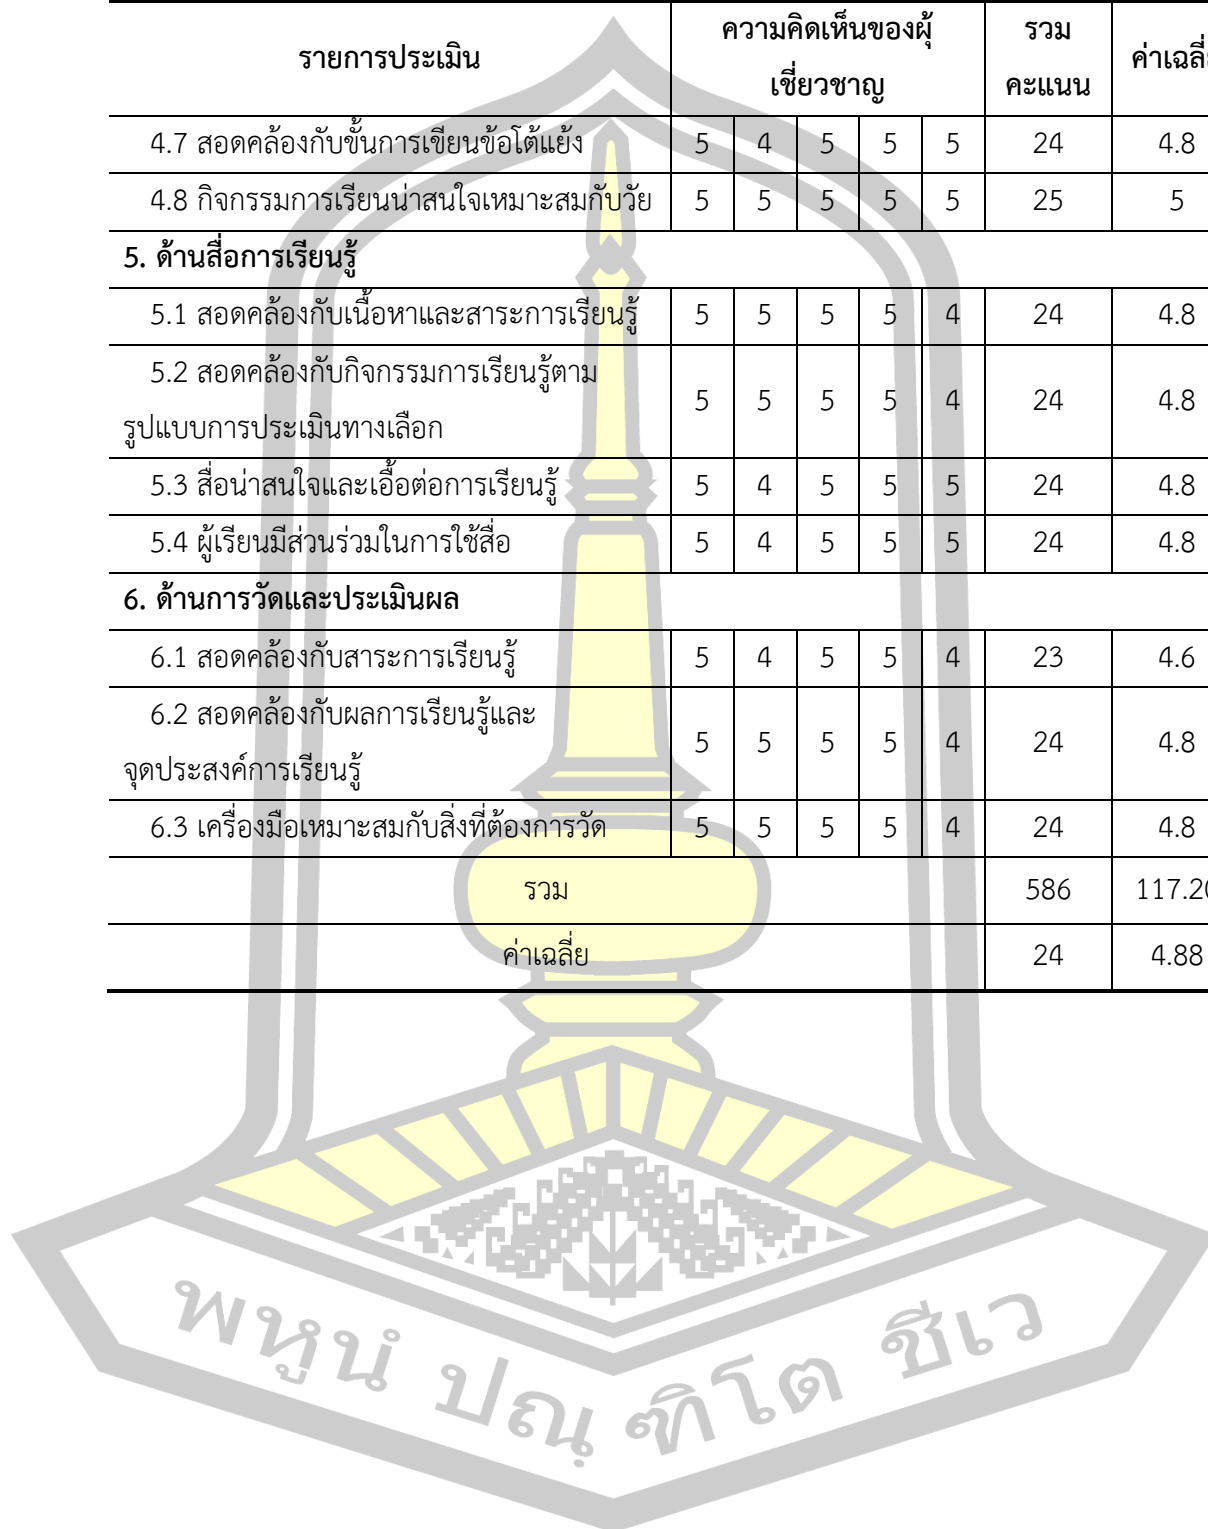 รายการประเมิน ความคิดเห็นของผู้ รวม ค่าเฉลี่ย
เชี่ยวชาญ คะแนน
4.7 สอดคล้องกับขั้นการเขียนข้อโต้แย้ง 5 4 5 5 5 24 4.8
4.8 กิจกรรมการเรียนน่าสนใจเหมาะสมกับวัย 5 5 5 5 5 25 5
5. ด้านสื่อการเรียนรู้
5.1 สอดคล้องกับเนื้อหาและสาระการเรียนรู้ 5 5 5 5 4 24 4.8
5.2 สอดคล้องกับกิจกรรมการเรียนรู้ตาม
รูปแบบการประเมินทางเลือก 5 5 5 5 4 24 4.8
5.3 สื่อน่าสนใจและเอื้อต่อการเรียนรู้ 5 4 5 5 5 24 4.8
5.4 ผู้เรียนมีส่วนร่วมในการใช้สื่อ 5 4 5 5 5 24 4.8
6. ด้านการวัดและประเมินผล
6.1 สอดคล้องกับสาระการเรียนรู้ 5 4 5 5 4 23 4.6
6.2 สอดคล้องกับผลการเรียนรู้และ
จุดประสงค์การเรียนรู้ 5 5 5 5 4 24 4.8
6.3 เครื่องมือเหมาะสมกับสิ่งที่ต้องการวัด 5 5 5 5 4 24 4.8
รวม 586 117.20
ค่าเฉลี่ย 24 4.88
พหูนํ ปณฺฑิโต ชีเว